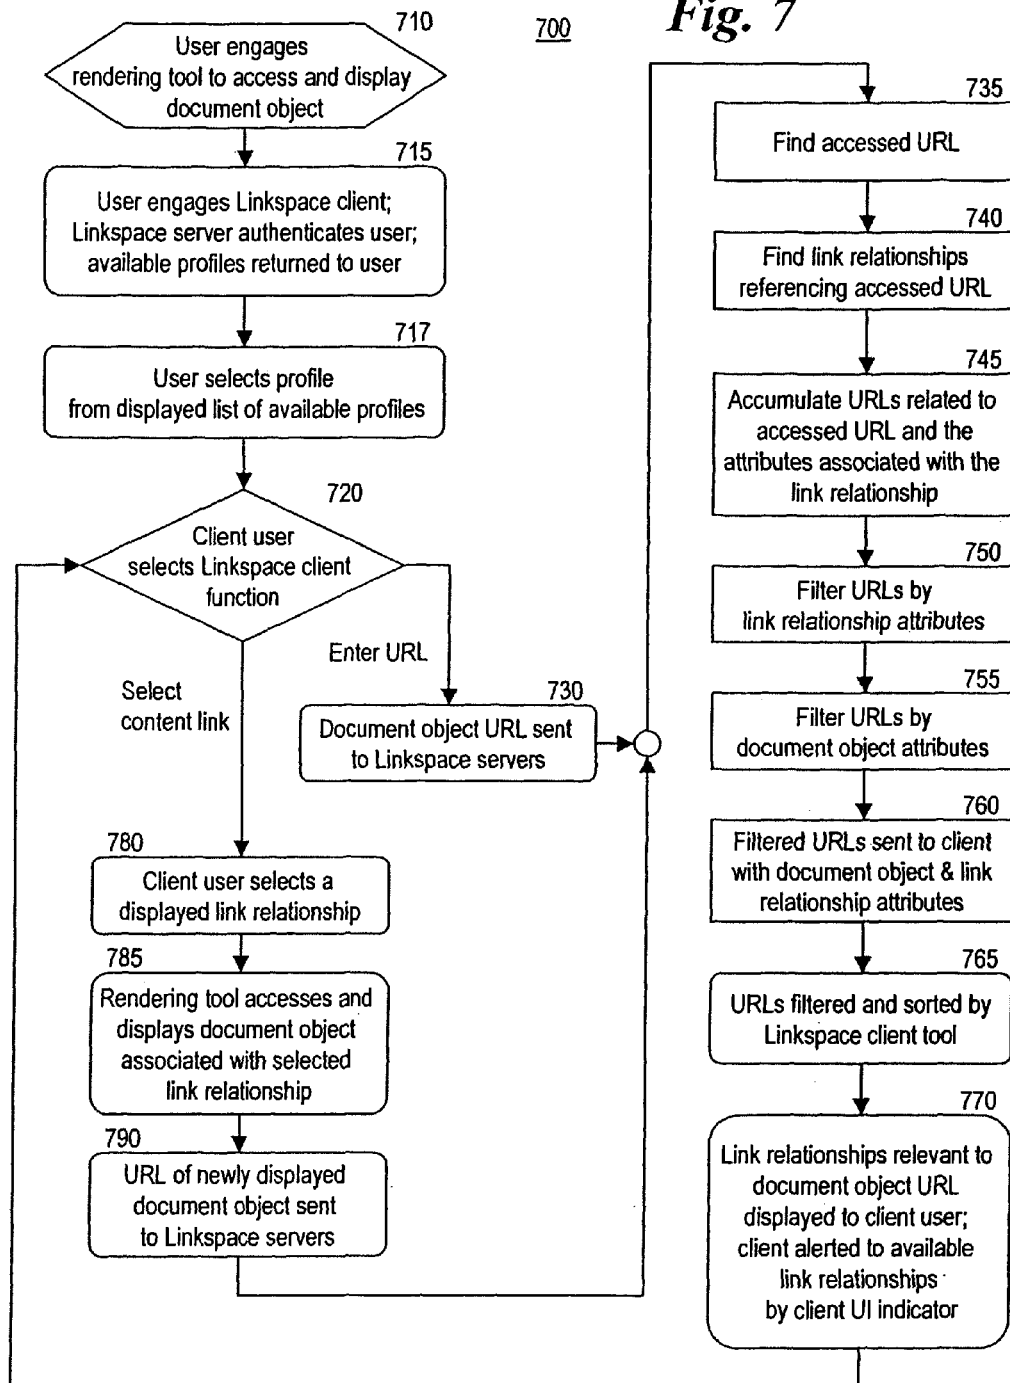 700
Fig. 7
710
User engages
rendering tool to access and display
document object
715
User engages Linkspace client;
Linkspace server authenticates user;
available profiles returned to user
717
User selects profile
from displayed list of available profiles
720
Client user
selects Linkspace client
function
Enter URL
Select
content link
730
Document object URL sent
to Linkspace servers
780
Client user selects a
displayed link relationship
785
Rendering tool accesses and
displays document object
associated with selected
link relationship
790
URL of newly displayed
document object sent
to Linkspace servers
735
Find accessed URL
740
Find link relationships
referencing accessed URL
745
Accumulate URLs related to
accessed URL and the
attributes associated with the
link relationship
750
Filter URLs by
link relationship attributes
755
Filter URLs by
document object attributes
760
Filtered URLs sent to client
with document object & link
relationship attributes
765
URLs filtered and sorted by
Linkspace client tool
770
Link relationships relevant to
document object URL
displayed to client user;
client alerted to available
link relationships
by client UI indicator